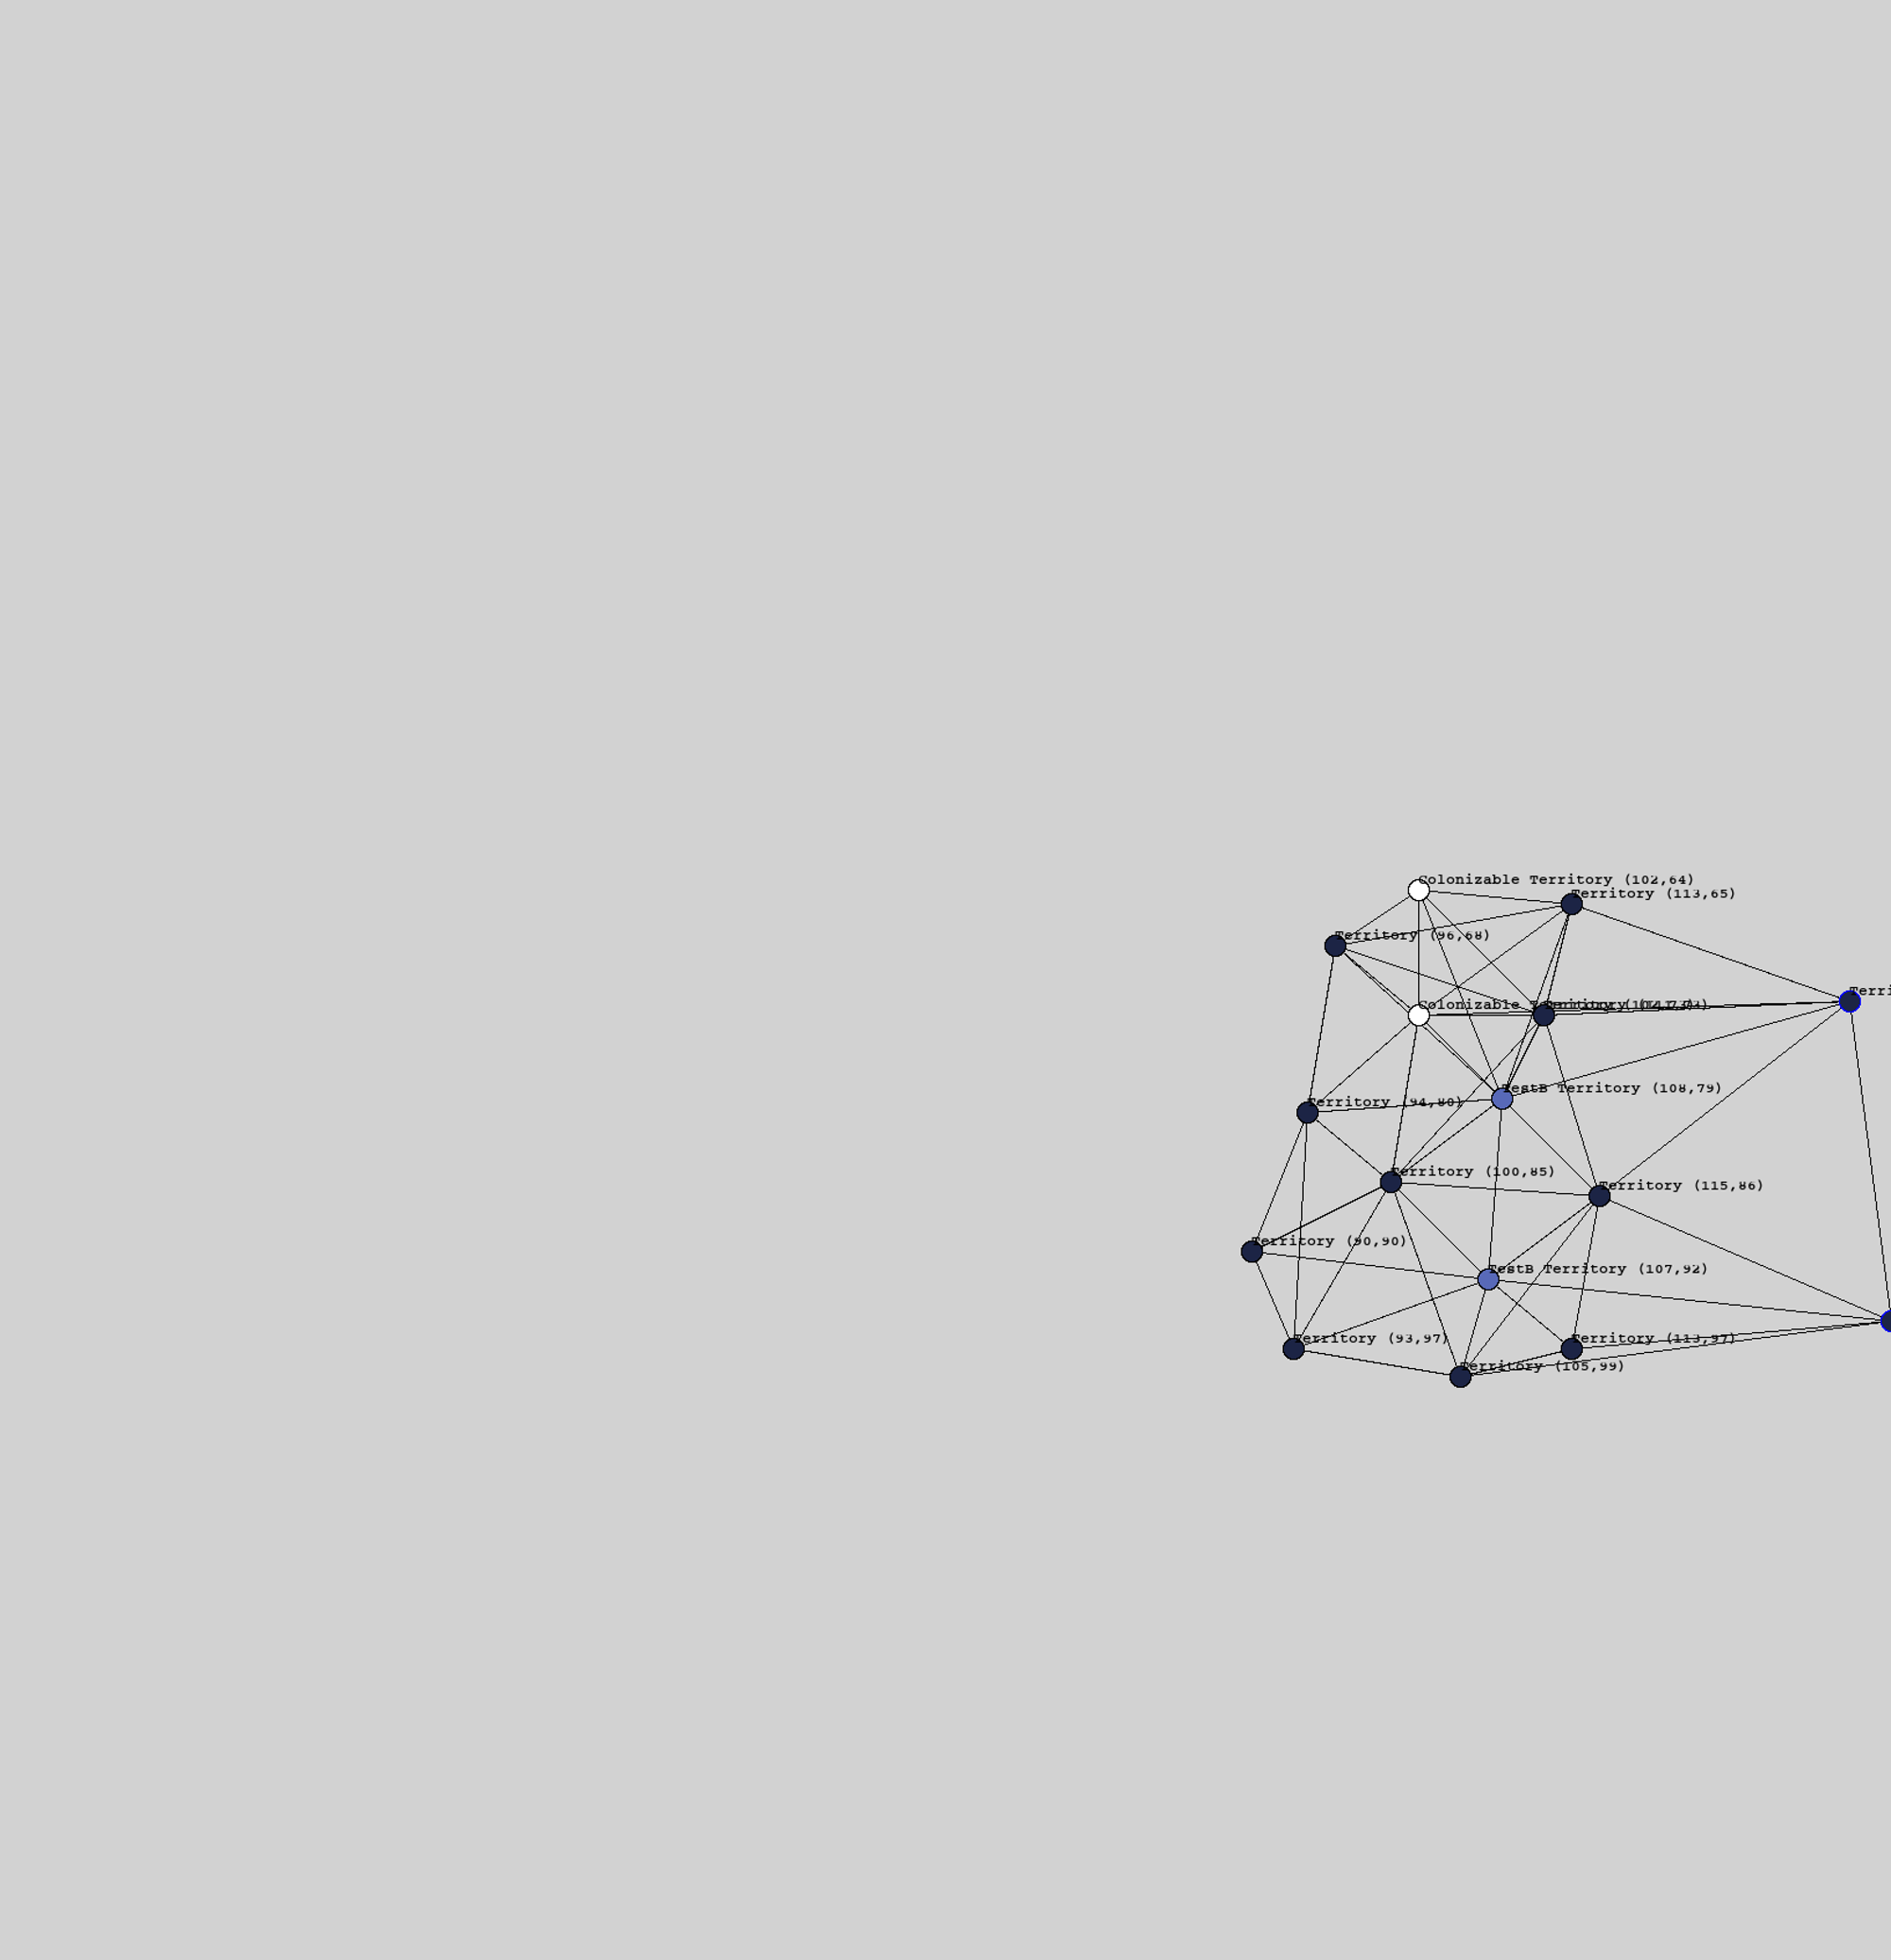 Colonizable Territory (102,64)
Territory (113,65)
Territory (96,68)
Terri
Colonizable Territory
TestB Territory (108,79)
Territory (94,80)
Territory (100,85)
Territory (115,86)
Territory (90,90)
TestB Territory (107,92)
Territory (93,97)
Territory (113,97)
Territory (105,99)